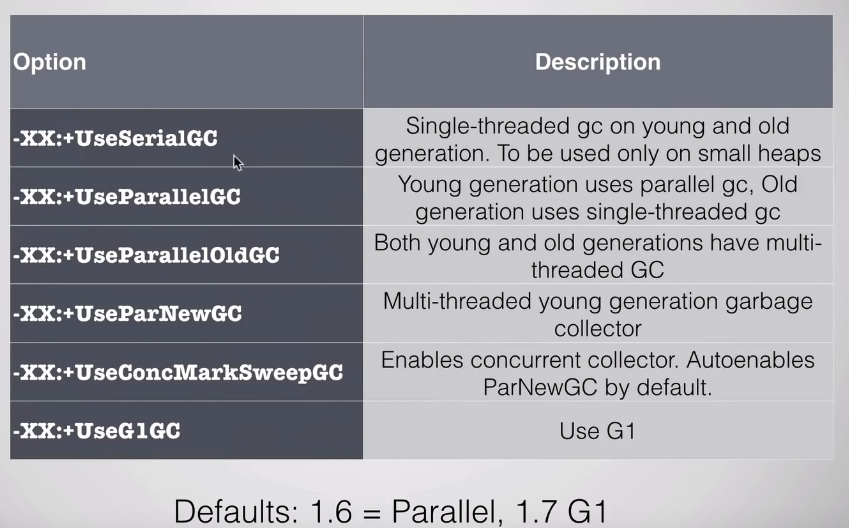 Option
Description
-XX:+UseSerialGC
Single-threaded gc on young and old
generation. To be used only on small heaps
-XX:+UseParallelGC
Young generation uses parallel gc, Old
generation uses single-threaded gc
-XX:+UseParallelOldGC
Both young and old generations have multi-
threaded GC
-XX:+UseParNewGC
Multi-threaded young generation garbage
collector
-XX:+UseConcMarkSweepGC
Enables concurrent collector. Autoenables
ParNewGC by default.
-XX:+UseG1GC
Use G1
Defaults: 1.6 = Parallel, 1.7 G1